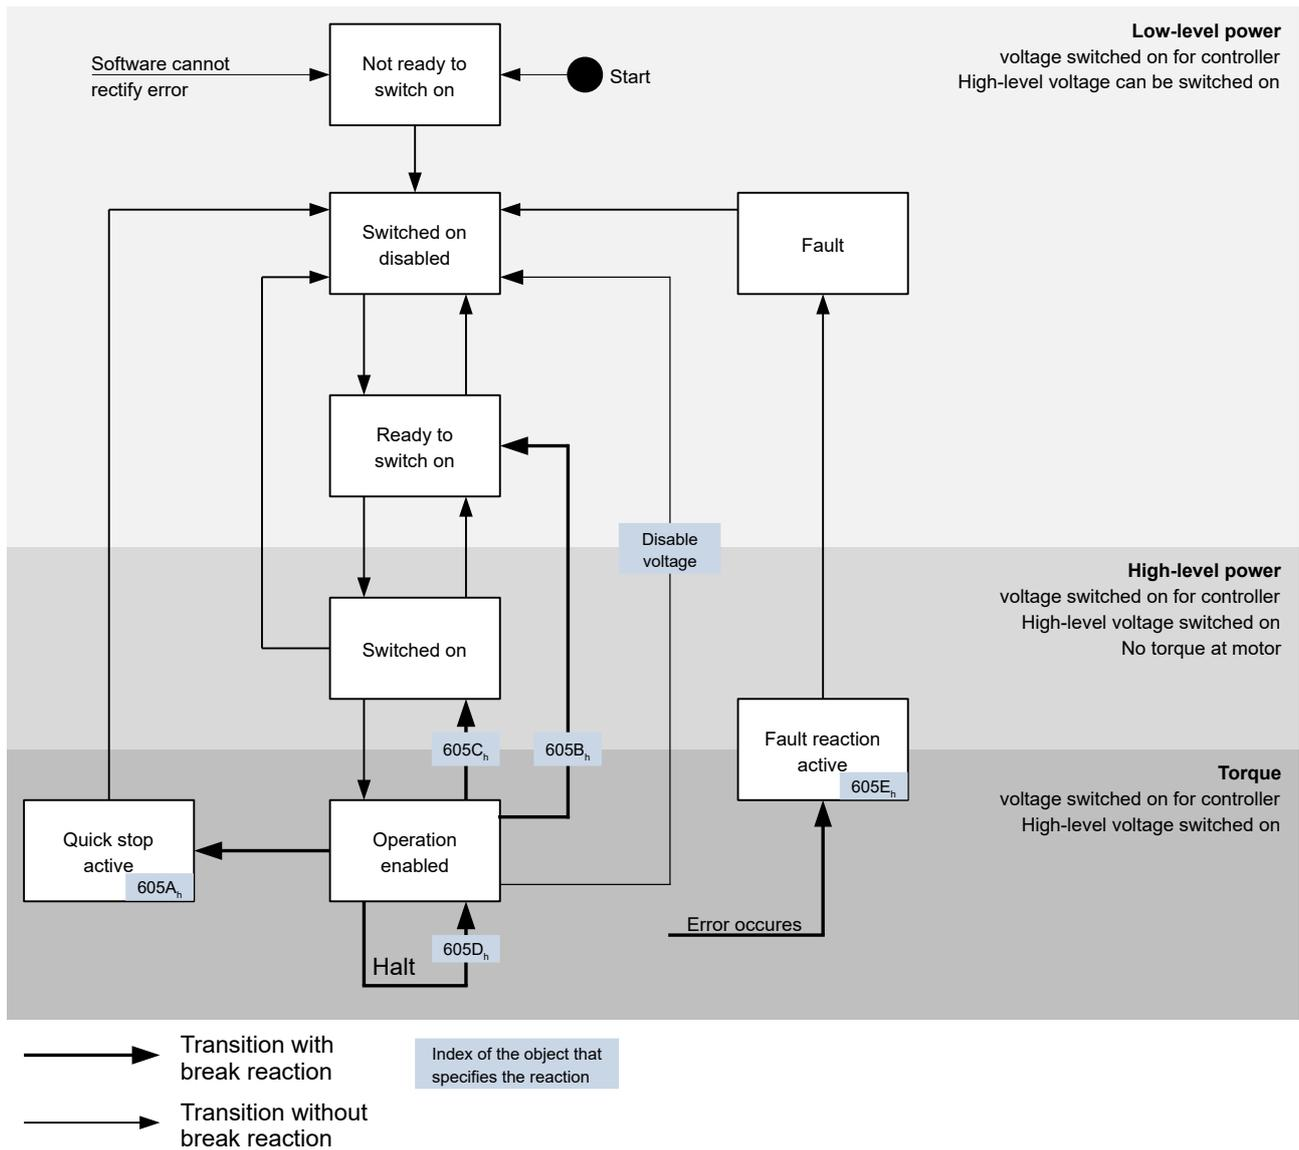 Low-level power
voltage switched on for controller
High-level voltage can be switched on
Software cannot
rectify error
Not ready to
switch on
Start
Switched on
disabled
Fault
Ready to
switch on
Disable
voltage
High-level power
voltage switched on for controller
High-level voltage switched on
No torque at motor
Switched on
605Ch
605Bh
Fault reaction
active
605Eh
Torque
voltage switched on for controller
High-level voltage switched on
Quick stop
active
605Ah
Operation
enabled
Error occures
605Dh
Halt
Transition with
break reaction
Index of the object that
specifies the reaction
Transition without
break reaction